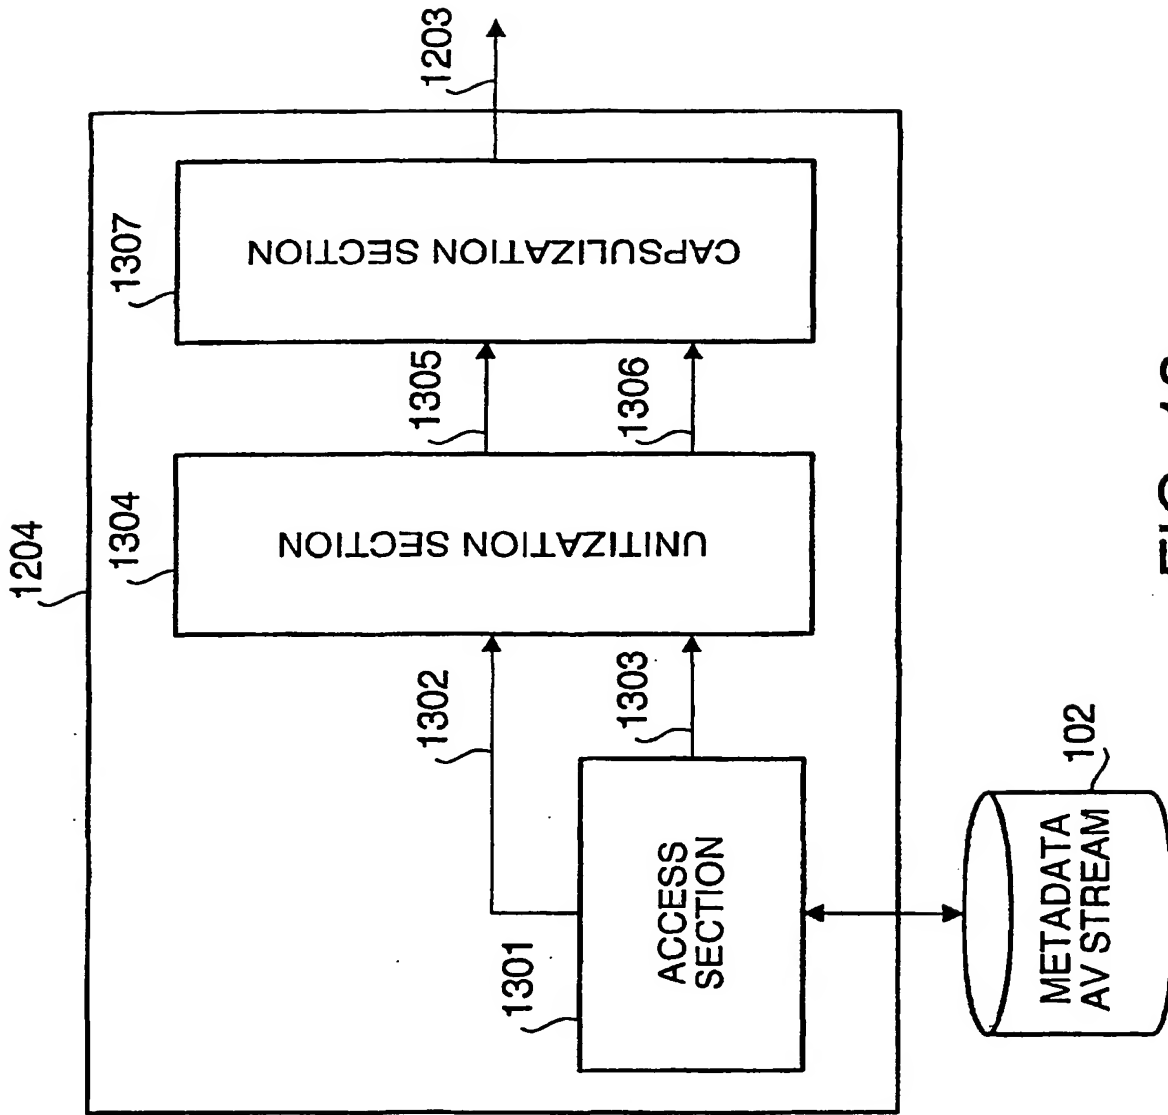 1204
1203
1307
CAPSULIZATION SECTION
1305
1306
1304
UNITIZATION SECTION
1302
1303
1301
ACCESS
SECTION
102
METADATA
AV STREAM